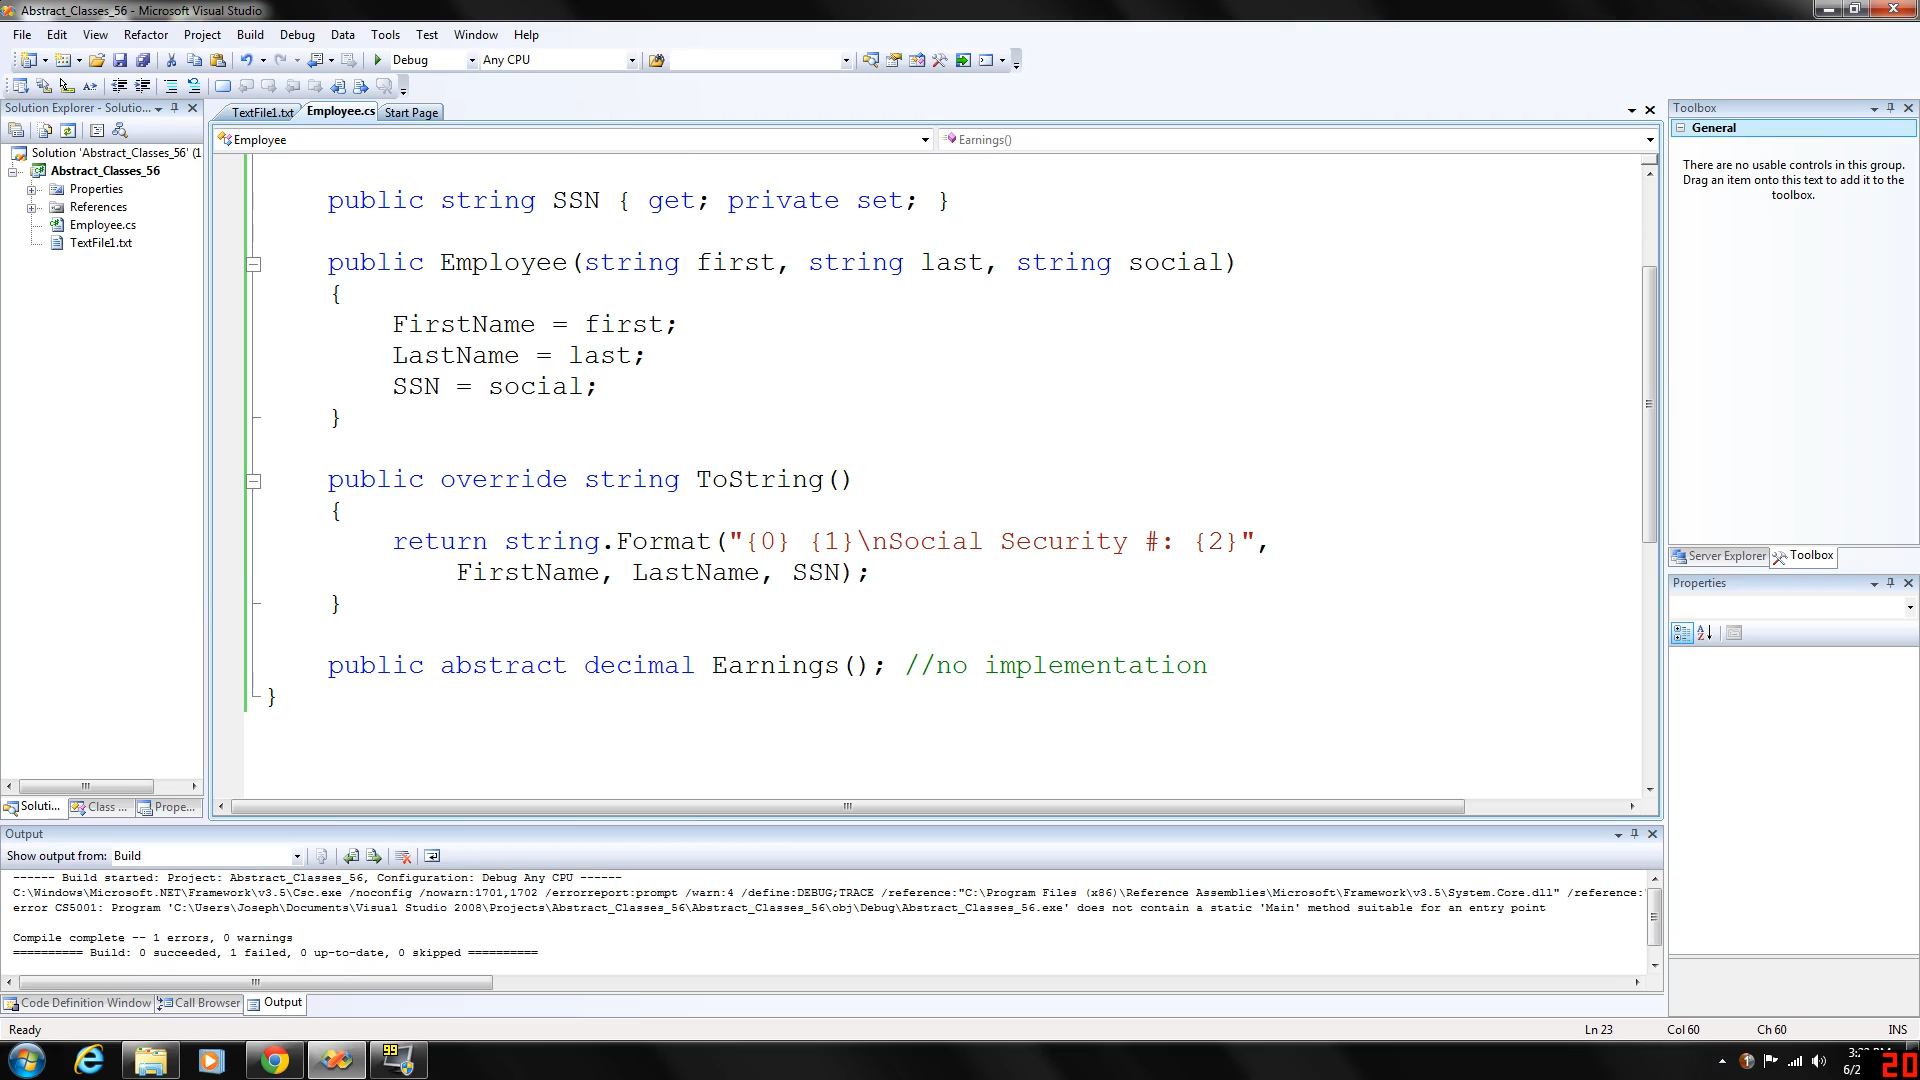 Abstract_Classes_56 - Microsoft Visual Studio
File Edit View Refactor Project Build Debug Data Tools Test Window Help
Debug Any CPU
Solution Explorer - Solutio...
TextFile1.txt Employee.cs Start Page
Toolbox
Employee
Earnings()
General
Solution 'Abstract_Classes_56' (1
Abstract_Classes_56
Properties
References
Employee.cs
TextFile1.txt
There are no usable controls in this group.
Drag an item onto this text to add it to the
toolbox.
public string SSN { get; private set; }
public Employee(string first, string last, string social)
{
FirstName = first;
LastName = last;
SSN = social;
}
public override string ToString()
{
return string.Format("{0} {1}\nSocial Security #: {2}",
FirstName, LastName, SSN);
}
public abstract decimal Earnings(); //no implementation
}
Server Explorer Toolbox
Properties
Soluti... Class ... Prope...
Output
Show output from: Build
------ Build started: Project: Abstract_Classes_56, Configuration: Debug Any CPU ------
C:\Windows\Microsoft.NET\Framework\v3.5\Csc.exe /noconfig /nowarn:1701,1702 /errorreport:prompt /warn:4 /define:DEBUG;TRACE /reference:"C:\Program Files (x86)\Reference Assemblies\Microsoft\Framework\v3.5\System.Core.dll" /reference:
error CS5001: Program 'C:\Users\Joseph\Documents\Visual Studio 2008\Projects\Abstract_Classes_56\Abstract_Classes_56\obj\Debug\Abstract_Classes_56.exe' does not contain a static 'Main' method suitable for an entry point
Compile complete -- 1 errors, 0 warnings
========== Build: 0 succeeded, 1 failed, 0 up-to-date, 0 skipped ==========
Code Definition Window Call Browser Output
Ready
Ln 23 Col 60 Ch 60 INS
99
20